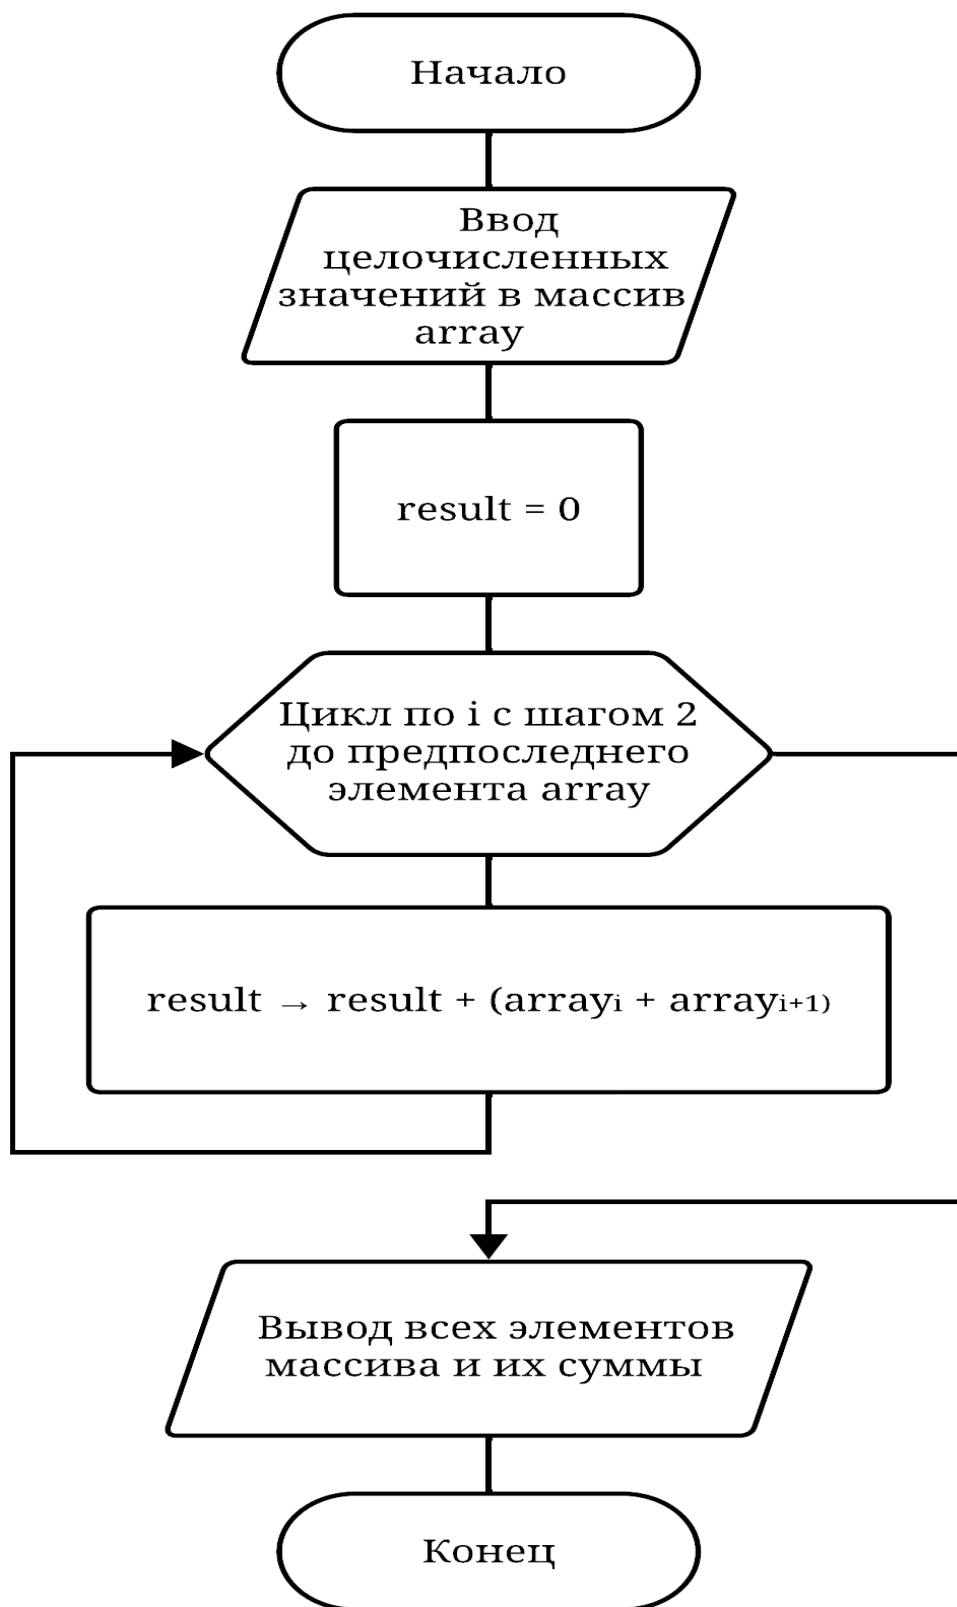 Начало
Ввод
целочисленных
значений в массив
array
result = 0
Цикл по i с шагом 2
до предпоследнего
элемента array
result → result + (arrayᵢ + arrayᵢ₊₁)
Вывод всех элементов
массива и их суммы
Конец